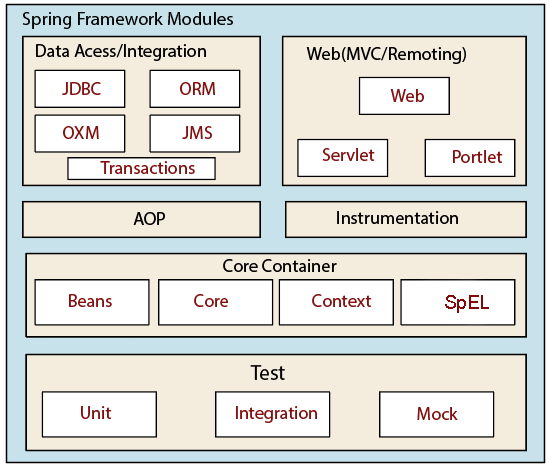 Spring Framework Modules
Data Acess/Integration
JDBC
ORM
OXM
JMS
Transactions
Web(MVC/Remoting)
Web
Servlet
Portlet
AOP
Instrumentation
Core Container
Beans
Core
Context
SpEL
Test
Unit
Integration
Mock